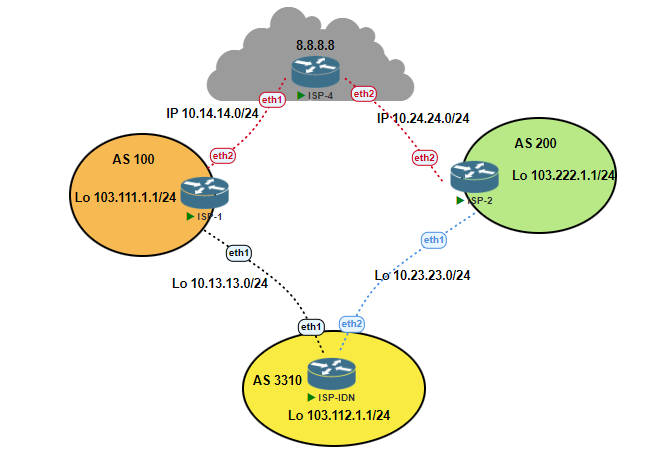 8.8.8.8
ISP-4
eth1
eth2
IP 10.14.14.0/24
IP 10.24.24.0/24
eth2
eth2
AS 100
AS 200
Lo 103.111.1.1/24
Lo 103.222.1.1/24
ISP-1
ISP-2
eth1
eth1
Lo 10.13.13.0/24
Lo 10.23.23.0/24
eth1
eth2
AS 3310
ISP-IDN
Lo 103.112.1.1/24